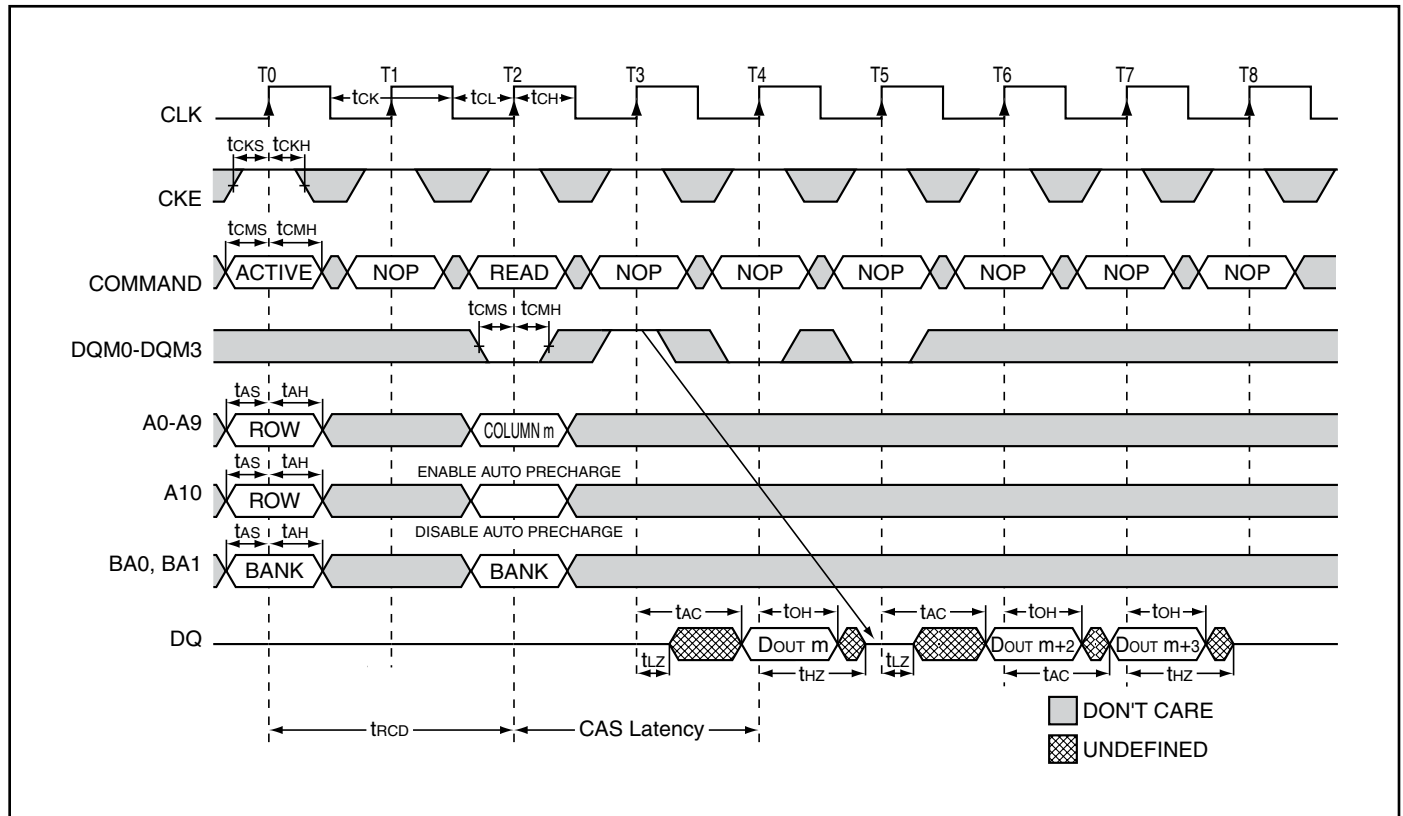 T0 T1 T2 T3 T4 T5 T6 T7 T8
CLK tCK tCL tCH
tCKS tCKH
CKE
tCMS tCMH
COMMAND ACTIVE NOP READ NOP NOP NOP NOP NOP NOP
tCMS tCMH
DQM0-DQM3
tAS tAH
A0-A9 ROW COLUMN m
tAS tAH ENABLE AUTO PRECHARGE
A10 ROW
tAS tAH DISABLE AUTO PRECHARGE
BA0, BA1 BANK BANK
tAC tOH tAC tOH tOH
DQ DOUT m DOUT m+2 DOUT m+3
tLZ tHZ tLZ tAC tHZ
DON'T CARE
tRCD CAS Latency
UNDEFINED